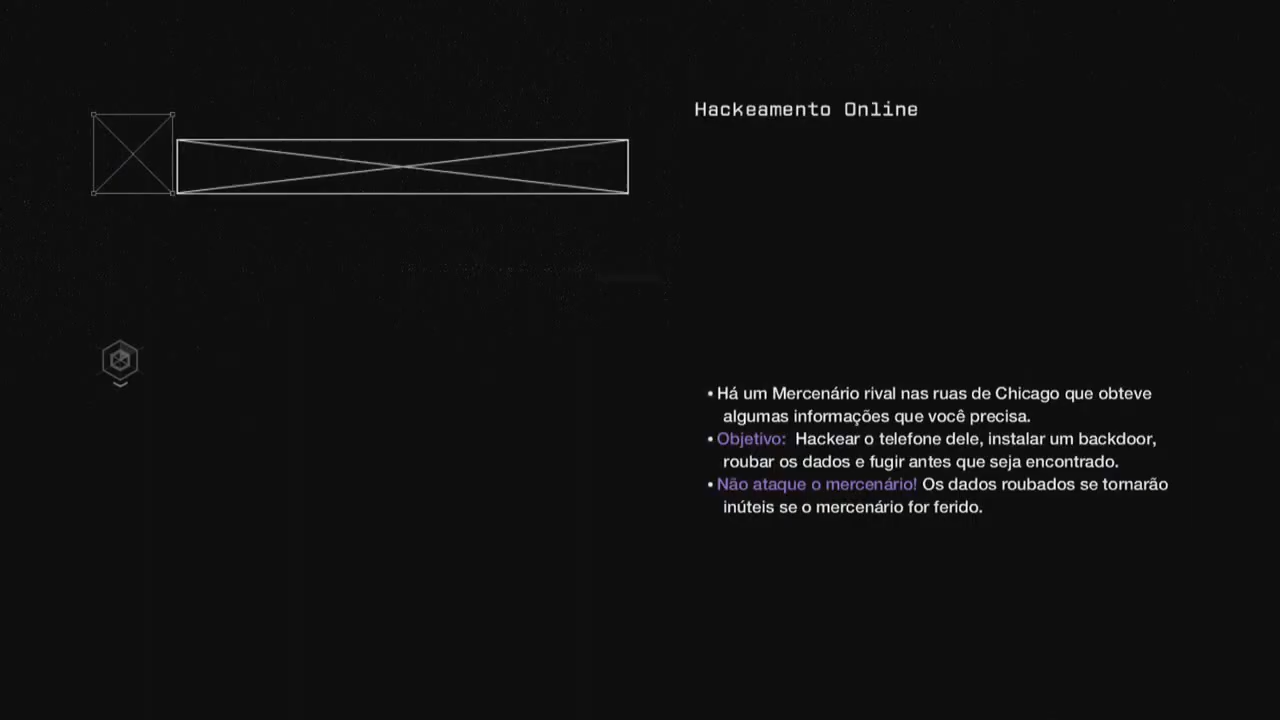 Hackeamento Online
• Há um Mercenário rival nas ruas de Chicago que obteve
algumas informações que você precisa.
• Objetivo: Hackear o telefone dele, instalar um backdoor,
roubar os dados e fugir antes que seja encontrado.
• Não ataque o mercenário! Os dados roubados se tornarão
inúteis se o mercenário for ferido.